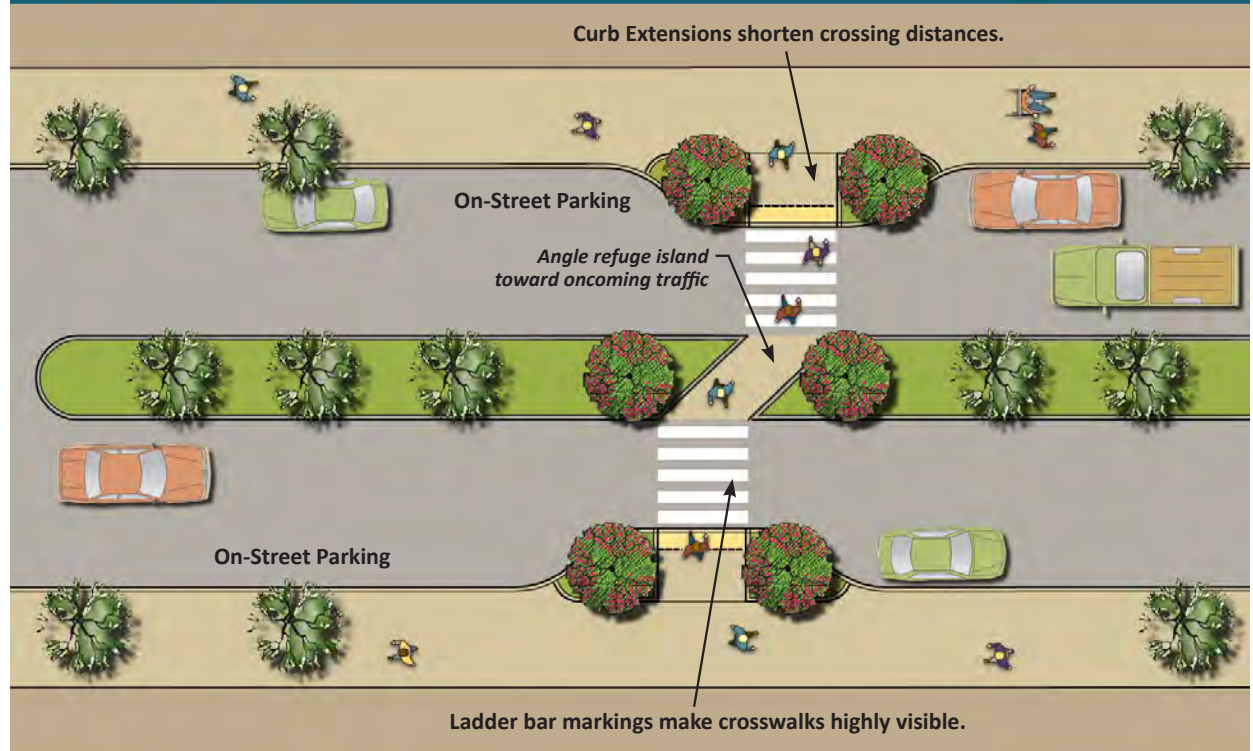 Curb Extensions shorten crossing distances.
On-Street Parking
Angle refuge island
toward oncoming traffic
On-Street Parking
Ladder bar markings make crosswalks highly visible.